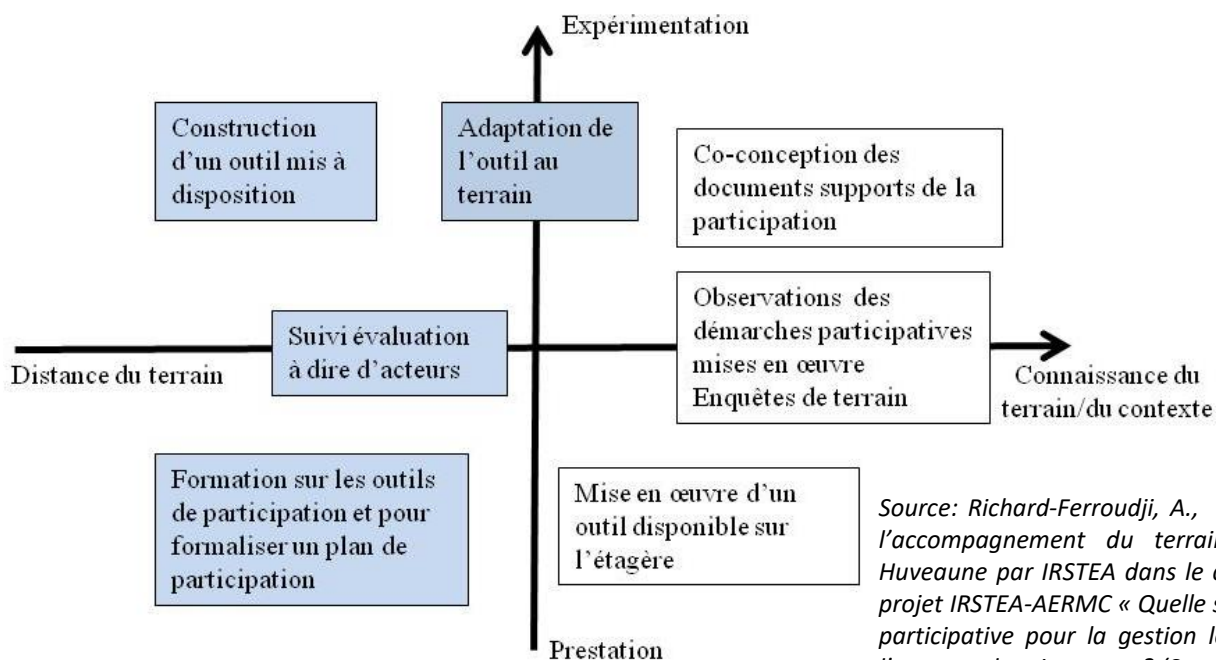 Expérimentation
Construction
d'un outil mis à
disposition
Adaptation de
l'outil au
terrain
Co-conception des
documents supports de la
participation
Suivi évaluation
à dire d'acteurs
Observations des
démarches participatives
mises en œuvre
Enquêtes de terrain
Distance du terrain
Connaissance du
terrain/du contexte
Formation sur les outils
de participation et pour
formaliser un plan de
participation
Mise en œuvre d'un
outil disponible sur
l'étagère
Prestation
Source: Richard-Ferroudji, A.,
l'accompagnement du terrain
Huveaune par IRSTEA dans le
projet IRSTEA-AERMC « Quelle
participative pour la gestion